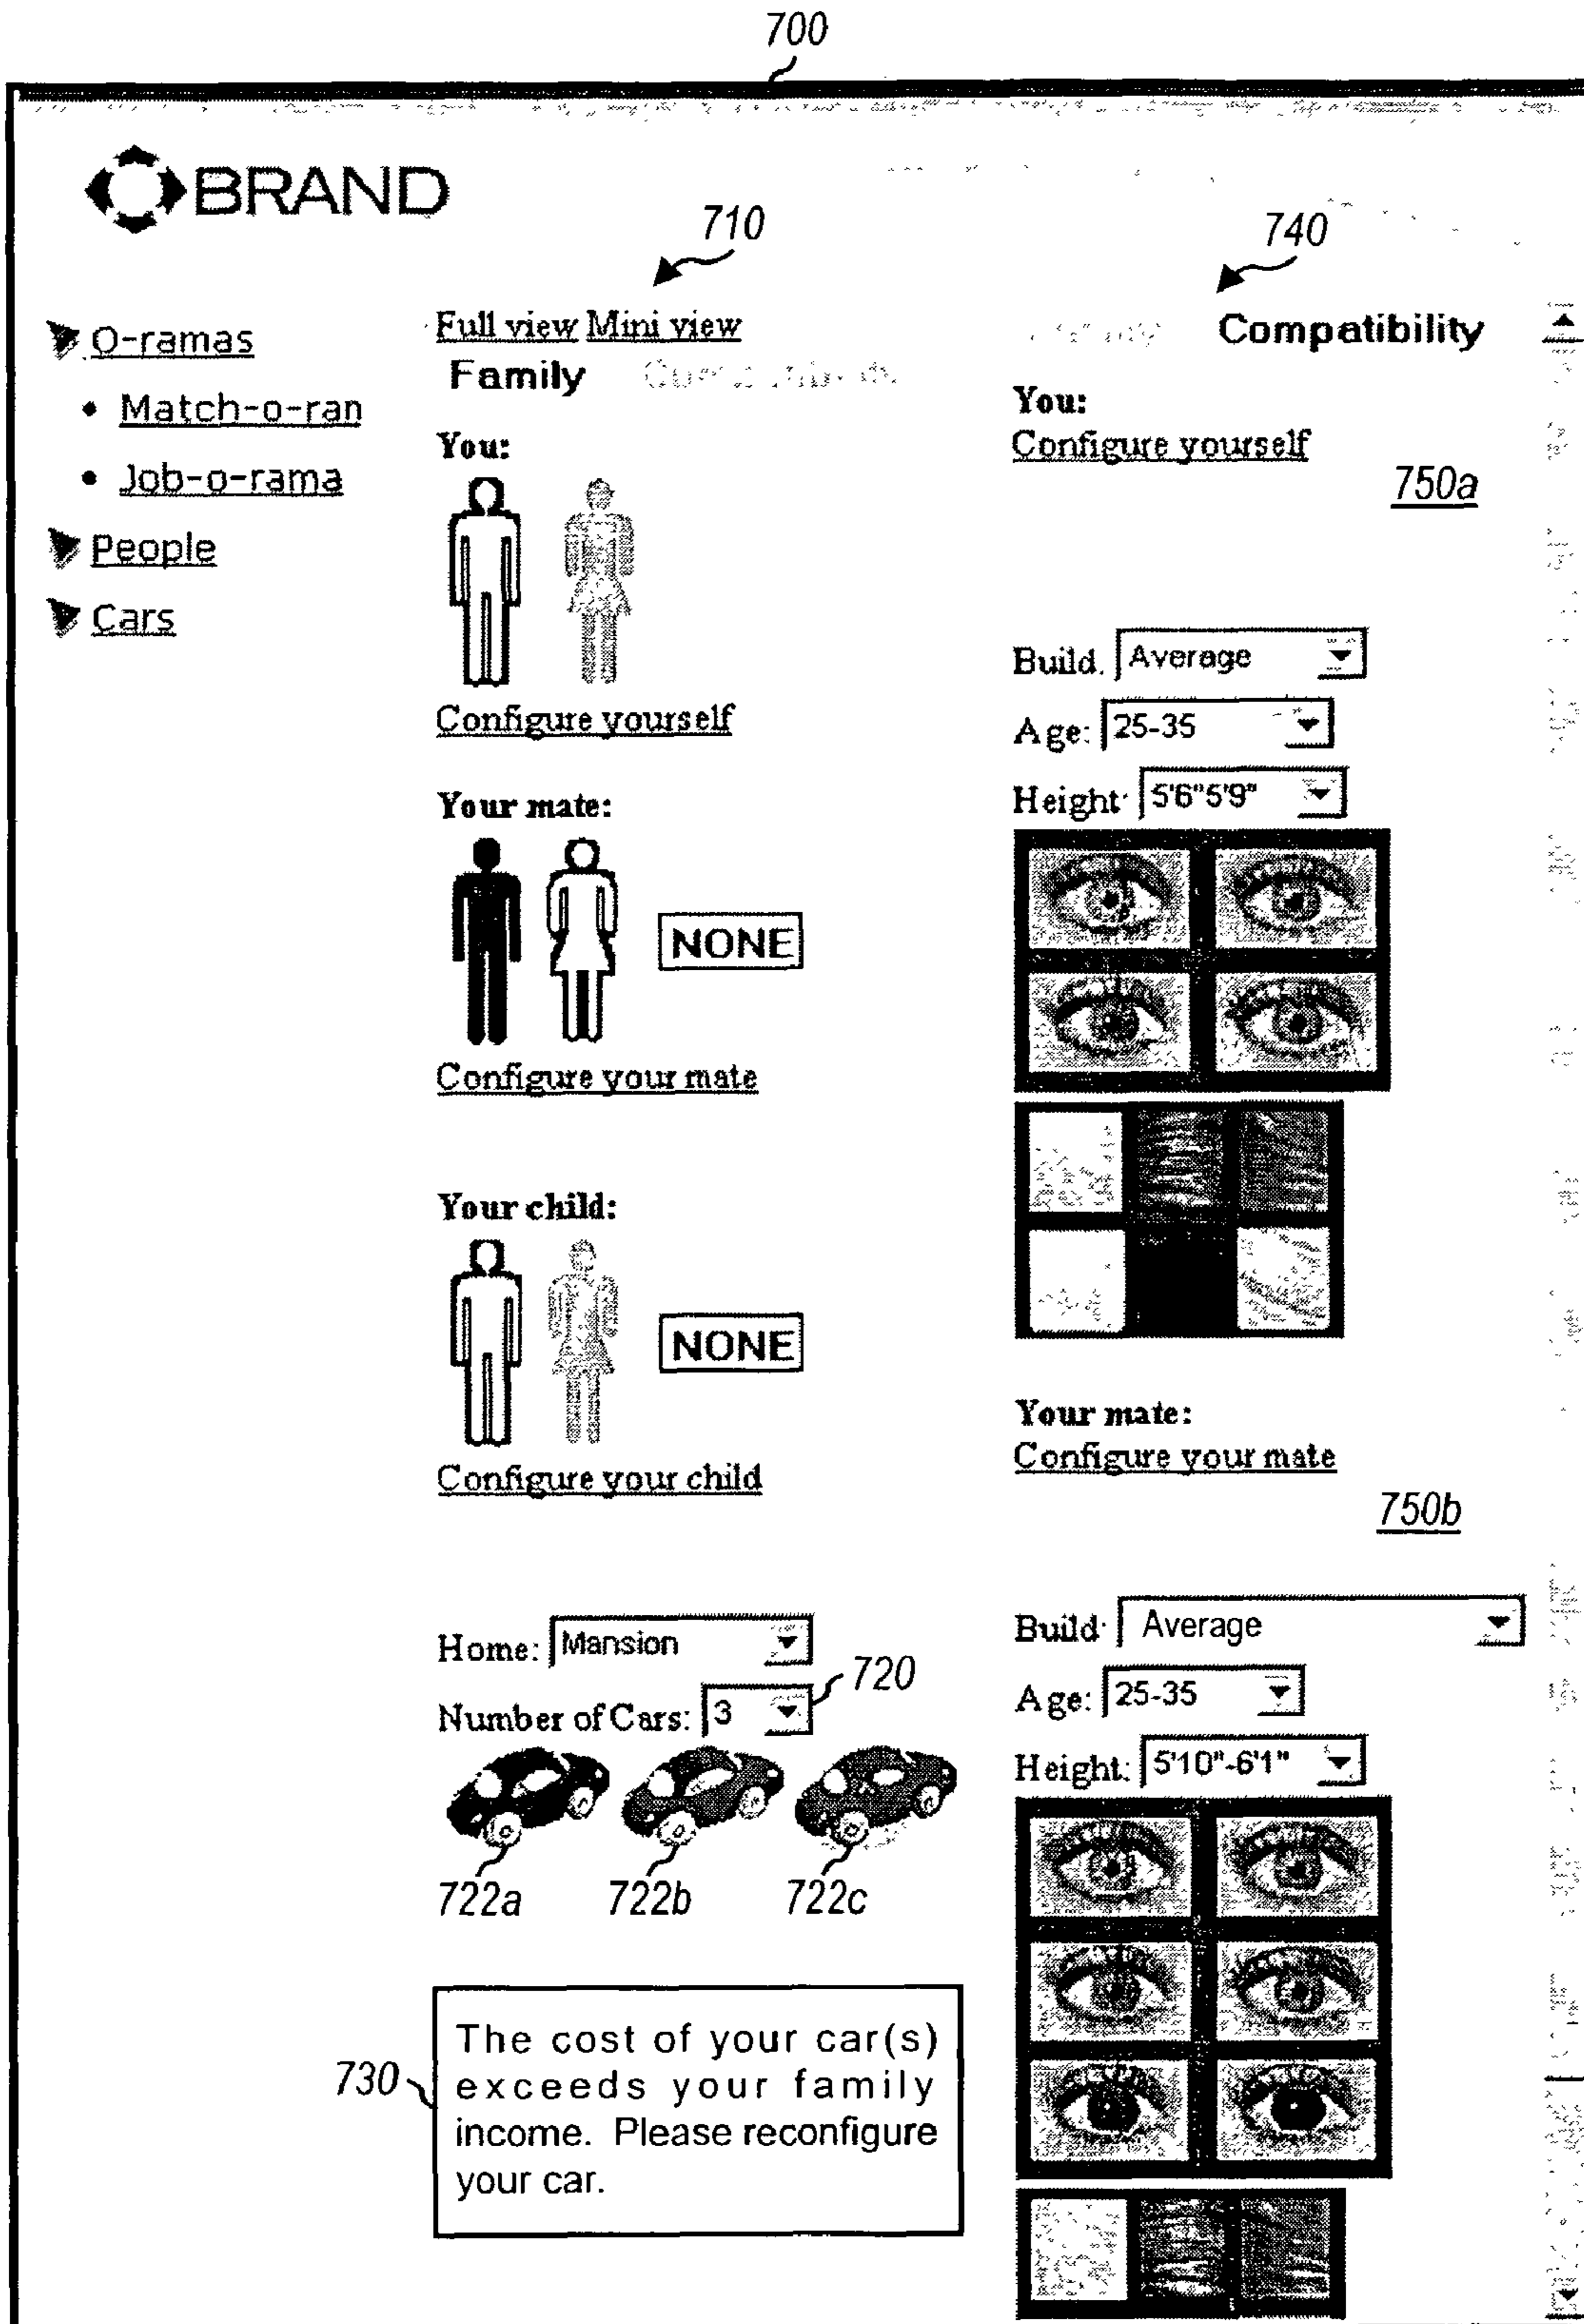 700
BRAND
710
740
O-ramas
• Match-o-ran
• Job-o-rama
People
Cars
Full view Mini view
Family
You:
Configure yourself
Your mate:
NONE
Configure your mate
Your child:
NONE
Configure your child
Home: Mansion
720
Number of Cars: 3
722a 722b 722c
730
The cost of your car(s)
exceeds your family
income. Please reconfigure
your car.
Compatibility
You:
Configure yourself
750a
Build. Average
Age: 25-35
Height: 5'6"5'9"
Your mate:
Configure your mate
750b
Build: Average
Age: 25-35
Height: 5'10"-6'1"